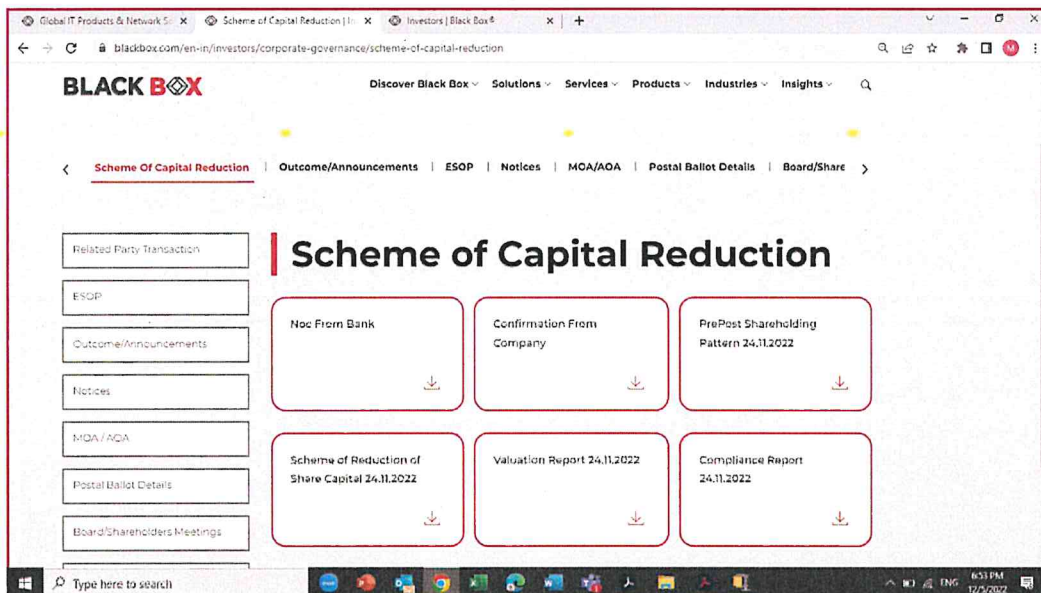 Global IT Products & Network S
Scheme of Capital Reduction | In
Investors | Black Box®
blackbox.com/en-in/investors/corporate-governance/scheme-of-capital-reduction
M
BLACK BOX
Discover Black Box Solutions Services Products Industries Insights
Scheme Of Capital Reduction | Outcome/Announcements | ESOP | Notices | MOA/AOA | Postal Ballot Details | Board/Share
Scheme of Capital Reduction
Related Party Transaction
ESOP
Outcome/Announcements
Notices
MOA / AOA
Postal Ballot Details
Board/Shareholders Meetings
Noc From Bank
Confirmation From
Company
PrePost Shareholding
Pattern 24.11.2022
Scheme of Reduction of
Share Capital 24.11.2022
Valuation Report 24.11.2022
Compliance Report
24.11.2022
Type here to search
ENG
6:53 PM
12/5/2022